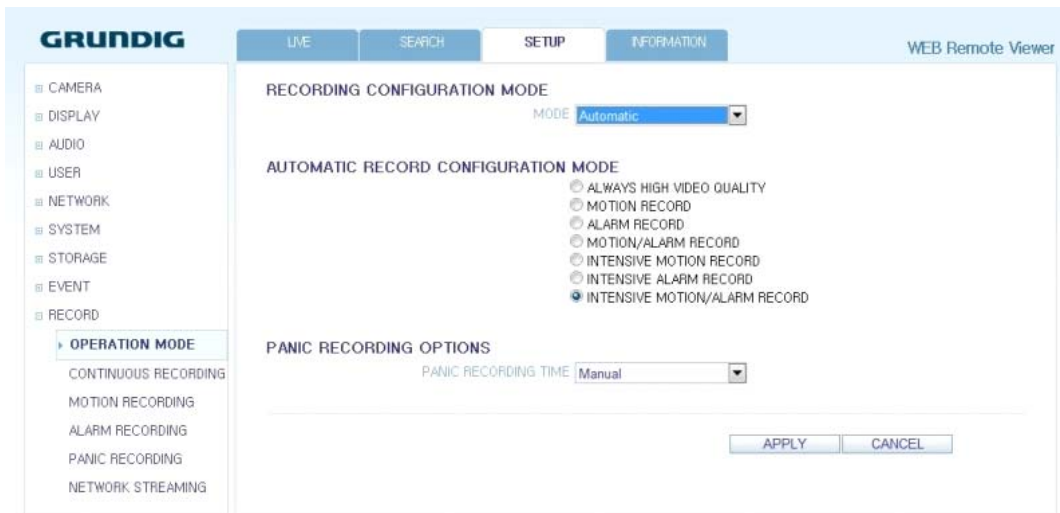 GRUNDIG
LIVE
SEARCH
SETUP
INFORMATION
WEB Remote Viewer
CAMERA
DISPLAY
AUDIO
USER
NETWORK
SYSTEM
STORAGE
EVENT
RECORD
OPERATION MODE
CONTINUOUS RECORDING
MOTION RECORDING
ALARM RECORDING
PANIC RECORDING
NETWORK STREAMING
RECORDING CONFIGURATION MODE
MODE Automatic
AUTOMATIC RECORD CONFIGURATION MODE
ALWAYS HIGH VIDEO QUALITY
MOTION RECORD
ALARM RECORD
MOTION/ALARM RECORD
INTENSIVE MOTION RECORD
INTENSIVE ALARM RECORD
INTENSIVE MOTION/ALARM RECORD
PANIC RECORDING OPTIONS
PANIC RECORDING TIME Manual
APPLY
CANCEL